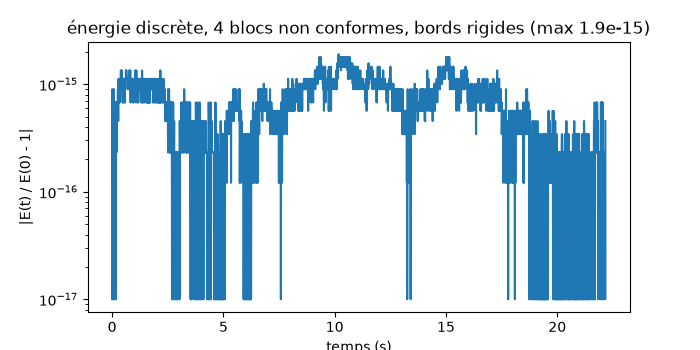 énergie discrète, 4 blocs non conformes, bords rigides (max 1.9e-15)
|E(t) / E(0) - 1|
10⁻¹⁵
10⁻¹⁶
10⁻¹⁷
0 5 10 15 20
temps (s)